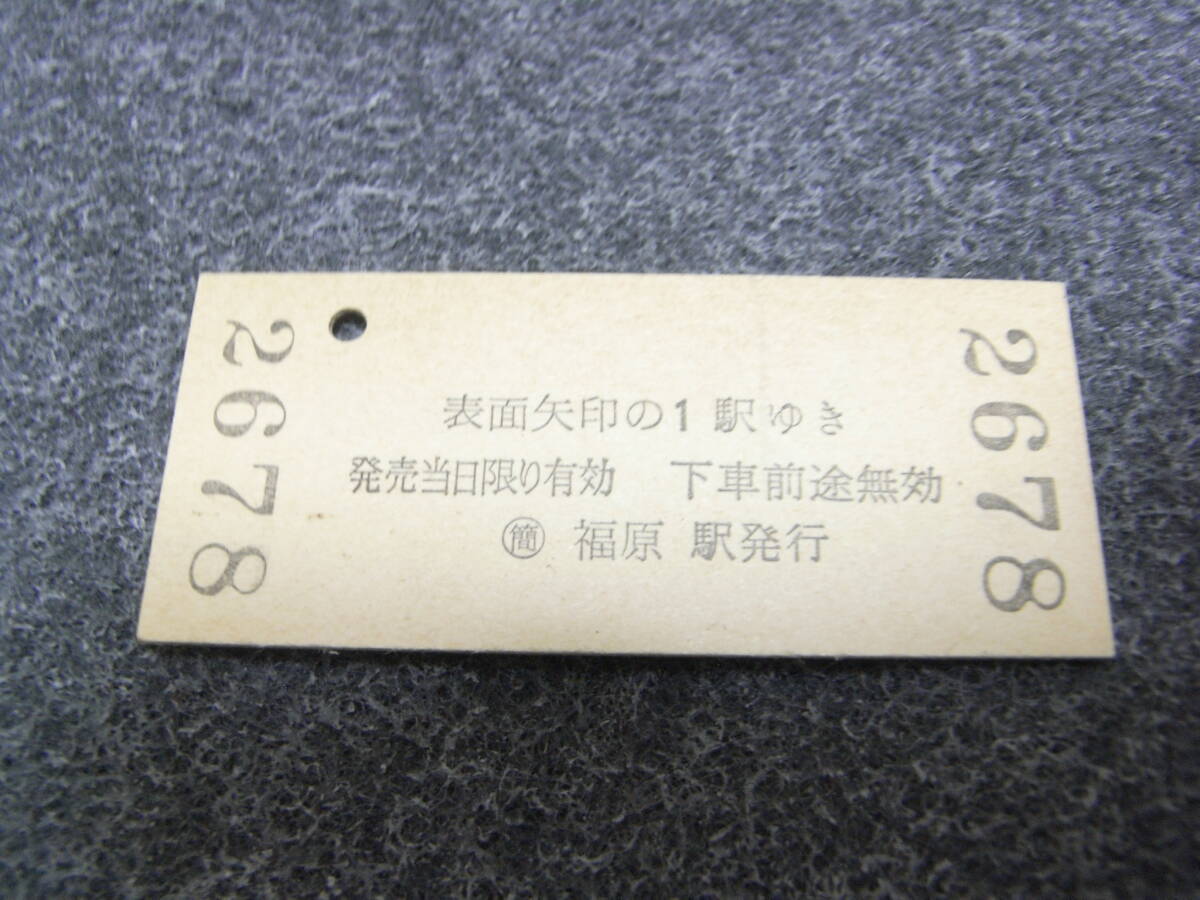 2678
表面矢印の1駅ゆき
発売当日限り有効 下車前途無効
㊢ 福原 駅発行
2678